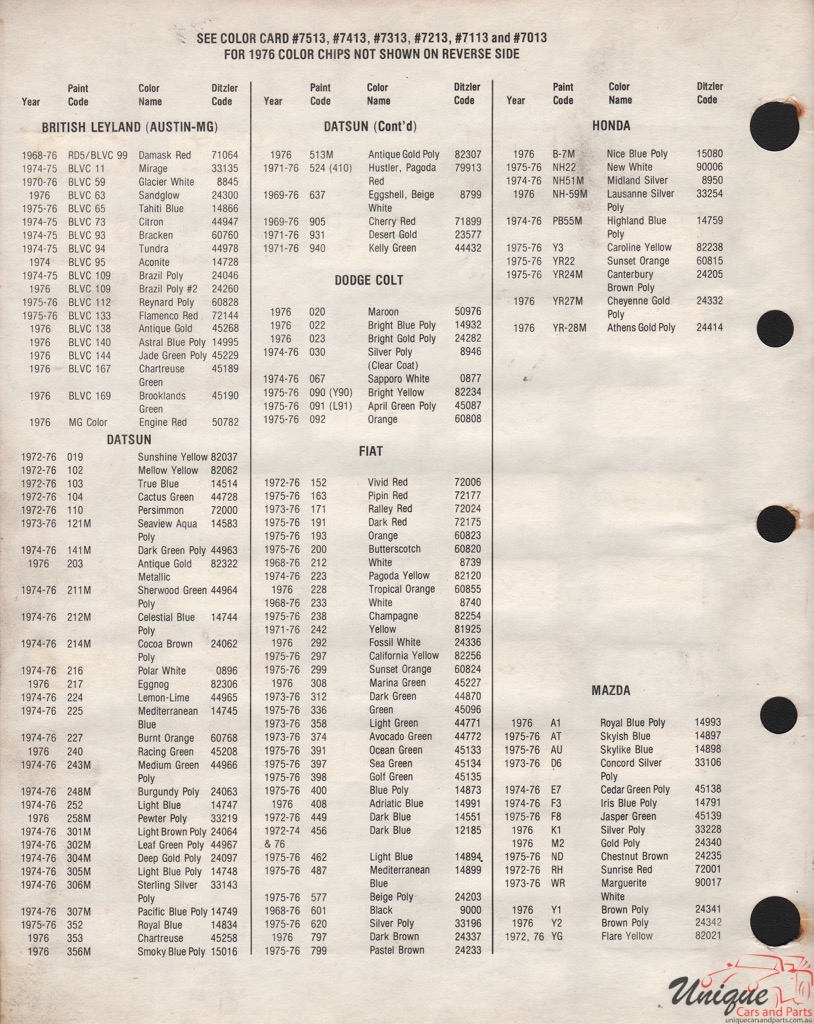 SEE COLOR CARD #7513, #7413, #7313, #7213, #7113 and #7013
FOR 1976 COLOR CHIPS NOT SHOWN ON REVERSE SIDE
Year Paint Code Color Name Ditzler Code
BRITISH LEYLAND (AUSTIN-MG)
1968-76 RD5/BLVC 99 Damask Red 71064
1974-75 BLVC 11 Mirage 33135
1970-76 BLVC 59 Glacier White 8845
1976 BLVC 63 Sandglow 24300
1975-76 BLVC 65 Tahiti Blue 14866
1974-75 BLVC 73 Citron 44947
1974-75 BLVC 93 Bracken 60760
1974-75 BLVC 94 Tundra 44978
1974 BLVC 95 Aconite 14728
1974-75 BLVC 109 Brazil Poly 24046
1976 BLVC 109 Brazil Poly #2 24260
1975-76 BLVC 112 Reynard Poly 60828
1975-76 BLVC 133 Flamenco Red 72144
1976 BLVC 138 Antique Gold 45268
1976 BLVC 140 Astral Blue Poly 14995
1976 BLVC 144 Jade Green Poly 45229
1976 BLVC 167 Chartreuse 45189
Green
1976 BLVC 169 Brooklands 45190
Green
1976 MG Color Engine Red 50782
DATSUN
1972-76 019 Sunshine Yellow 82037
1972-76 102 Mellow Yellow 82062
1972-76 103 True Blue 14514
1972-76 104 Cactus Green 44728
1972-76 110 Persimmon 72000
1973-76 121M Seaview Aqua 14583
Poly
1974-76 141M Dark Green Poly 44963
1976 203 Antique Gold 82322
Metallic
1974-76 211M Sherwood Green 44964
Poly
1974-76 212M Celestial Blue 14744
Poly
1974-76 214M Cocoa Brown 24062
Poly
1974-76 216 Polar White 0896
1976 217 Eggnog 82306
1974-76 224 Lemon-Lime 44965
1974-76 225 Mediterranean 14745
Blue
1974-76 227 Burnt Orange 60768
1976 240 Racing Green 45208
1974-76 243M Medium Green 44966
Poly
1974-76 248M Burgundy Poly 24063
1974-76 252 Light Blue 14747
1976 258M Pewter Poly 33219
1974-76 301M Light Brown Poly 24064
1974-76 302M Leaf Green Poly 44967
1974-76 304M Deep Gold Poly 24097
1974-76 305M Light Blue Poly 14748
1974-76 306M Sterling Silver 33143
Poly
1974-76 307M Pacific Blue Poly 14749
1975-76 352 Royal Blue 14834
1976 353 Chartreuse 45258
1976 356M Smoky Blue Poly 15016
Year Paint Code Color Name Ditzler Code
DATSUN (Cont'd)
1976 513M Antique Gold Poly 82307
1971-76 524 (410) Hustler, Pagoda 79913
Red
1969-76 637 Eggshell, Beige 8799
White
1969-76 905 Cherry Red 71899
1971-76 931 Desert Gold 23577
1971-76 940 Kelly Green 44432
DODGE COLT
1976 020 Maroon 50976
1976 022 Bright Blue Poly 14932
1976 023 Bright Gold Poly 24282
1974-76 030 Silver Poly 8946
(Clear Coat)
1974-76 067 Sapporo White 0877
1975-76 090 (Y90) Bright Yellow 82234
1975-76 091 (L91) April Green Poly 45087
1975-76 092 Orange 60808
FIAT
1972-76 152 Vivid Red 72006
1975-76 163 Pipin Red 72177
1973-76 171 Ralley Red 72024
1975-76 191 Dark Red 72175
1975-76 193 Orange 60823
1975-76 200 Butterscotch 60820
1968-76 212 White 8739
1974-76 223 Pagoda Yellow 82120
1976 228 Tropical Orange 60855
1968-76 233 White 8740
1975-76 238 Champagne 82254
1971-76 242 Yellow 81925
1976 292 Fossil White 24336
1975-76 297 California Yellow 82256
1975-76 299 Sunset Orange 60824
1976 308 Marina Green 45227
1973-76 312 Dark Green 44870
1975-76 336 Green 45096
1973-76 358 Light Green 44771
1973-76 374 Avocado Green 44772
1975-76 391 Ocean Green 45133
1975-76 397 Sea Green 45134
1975-76 398 Golf Green 45135
1975-76 400 Blue Poly 14873
1976 408 Adriatic Blue 14991
1972-76 449 Dark Blue 14551
1972-74 456 Dark Blue 12185
& 76
1975-76 462 Light Blue 14894
1975-76 487 Mediterranean 14899
Blue
1975-76 577 Beige Poly 24203
1968-76 601 Black 9000
1975-76 620 Silver Poly 33196
1976 797 Dark Brown 24337
1975-76 799 Pastel Brown 24233
Year Paint Code Color Name Ditzler Code
HONDA
1976 B-7M Nice Blue Poly 15080
1975-76 NH22 New White 90006
1974-76 NH51M Midland Silver 8950
1976 NH-59M Lausanne Silver 33254
Poly
1974-76 PB55M Highland Blue 14759
Poly
1975-76 Y3 Caroline Yellow 82238
1975-76 YR22 Sunset Orange 60815
1975-76 YR24M Canterbury 24205
Brown Poly
1976 YR27M Cheyenne Gold 24332
Poly
1976 YR-28M Athens Gold Poly 24414
MAZDA
1976 A1 Royal Blue Poly 14993
1975-76 AT Skyish Blue 14897
1975-76 AU Skylike Blue 14898
1973-76 D6 Concord Silver 33106
Poly
1974-76 E7 Cedar Green Poly 45138
1974-76 F3 Iris Blue Poly 14791
1975-76 F8 Jasper Green 45139
1976 K1 Silver Poly 33228
1976 M2 Gold Poly 24340
1975-76 ND Chestnut Brown 24235
1972-76 RH Sunrise Red 72001
1973-76 WR Marguerite 90017
White
1976 Y1 Brown Poly 24341
1976 Y2 Brown Poly 24342
1972, 76 YG Flare Yellow 82021
Unique
Cars and Parts
uniquecarsandparts.com.au